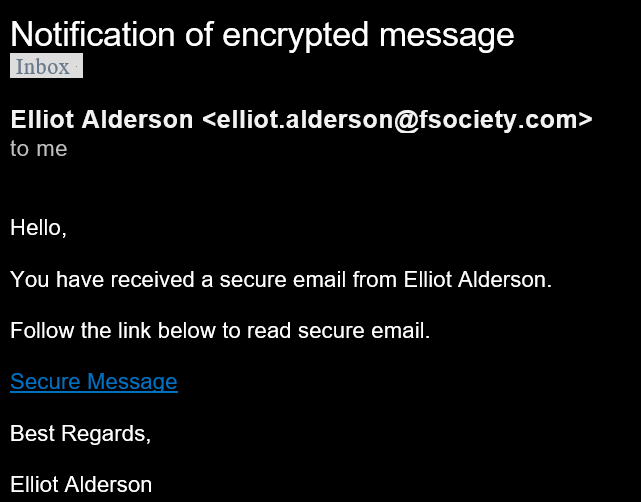 Notification of encrypted message
Inbox
Elliot Alderson <elliot.alderson@fsociety.com>
to me
Hello,
You have received a secure email from Elliot Alderson.
Follow the link below to read secure email.
Secure Message
Best Regards,
Elliot Alderson